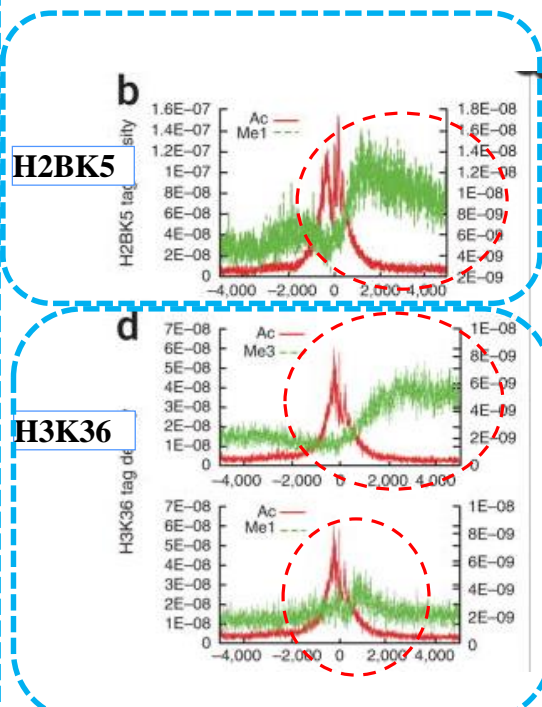 b
H2BK5 tag density
H2BK5
1.6E–07
1.4E–07
1.2E–07
1E–07
8E–08
6E–08
4E–08
2E–08
0
Ac
Me1
1.8E–08
1.6E–08
1.4E–08
1.2E–08
1E–08
8E–09
6E–09
4E–09
2E–09
–4,000 –2,000 0 2,000 4,000
d
H3K36 tag de
H3K36
7E–08
6E–08
5E–08
4E–08
3E–08
2E–08
1E–08
0
Ac
Me3
1E–08
8E–09
6E–09
4E–09
2E–09
0
–4,000 –2,000 0 2,000 4,000
7E–08
6E–08
5E–08
4E–08
3E–08
2E–08
1E–08
0
Ac
Me1
1E–08
8E–09
6E–09
4E–09
2E–09
0
–4,000 –2,000 0 2,000 4,000